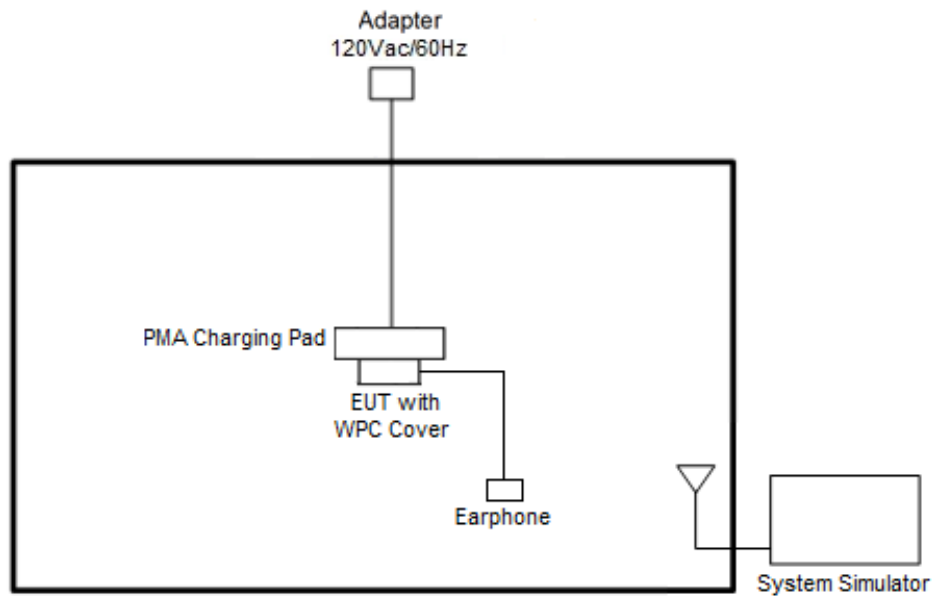 Adapter
120Vac/60Hz
PMA Charging Pad
EUT with
WPC Cover
Earphone
System Simulator